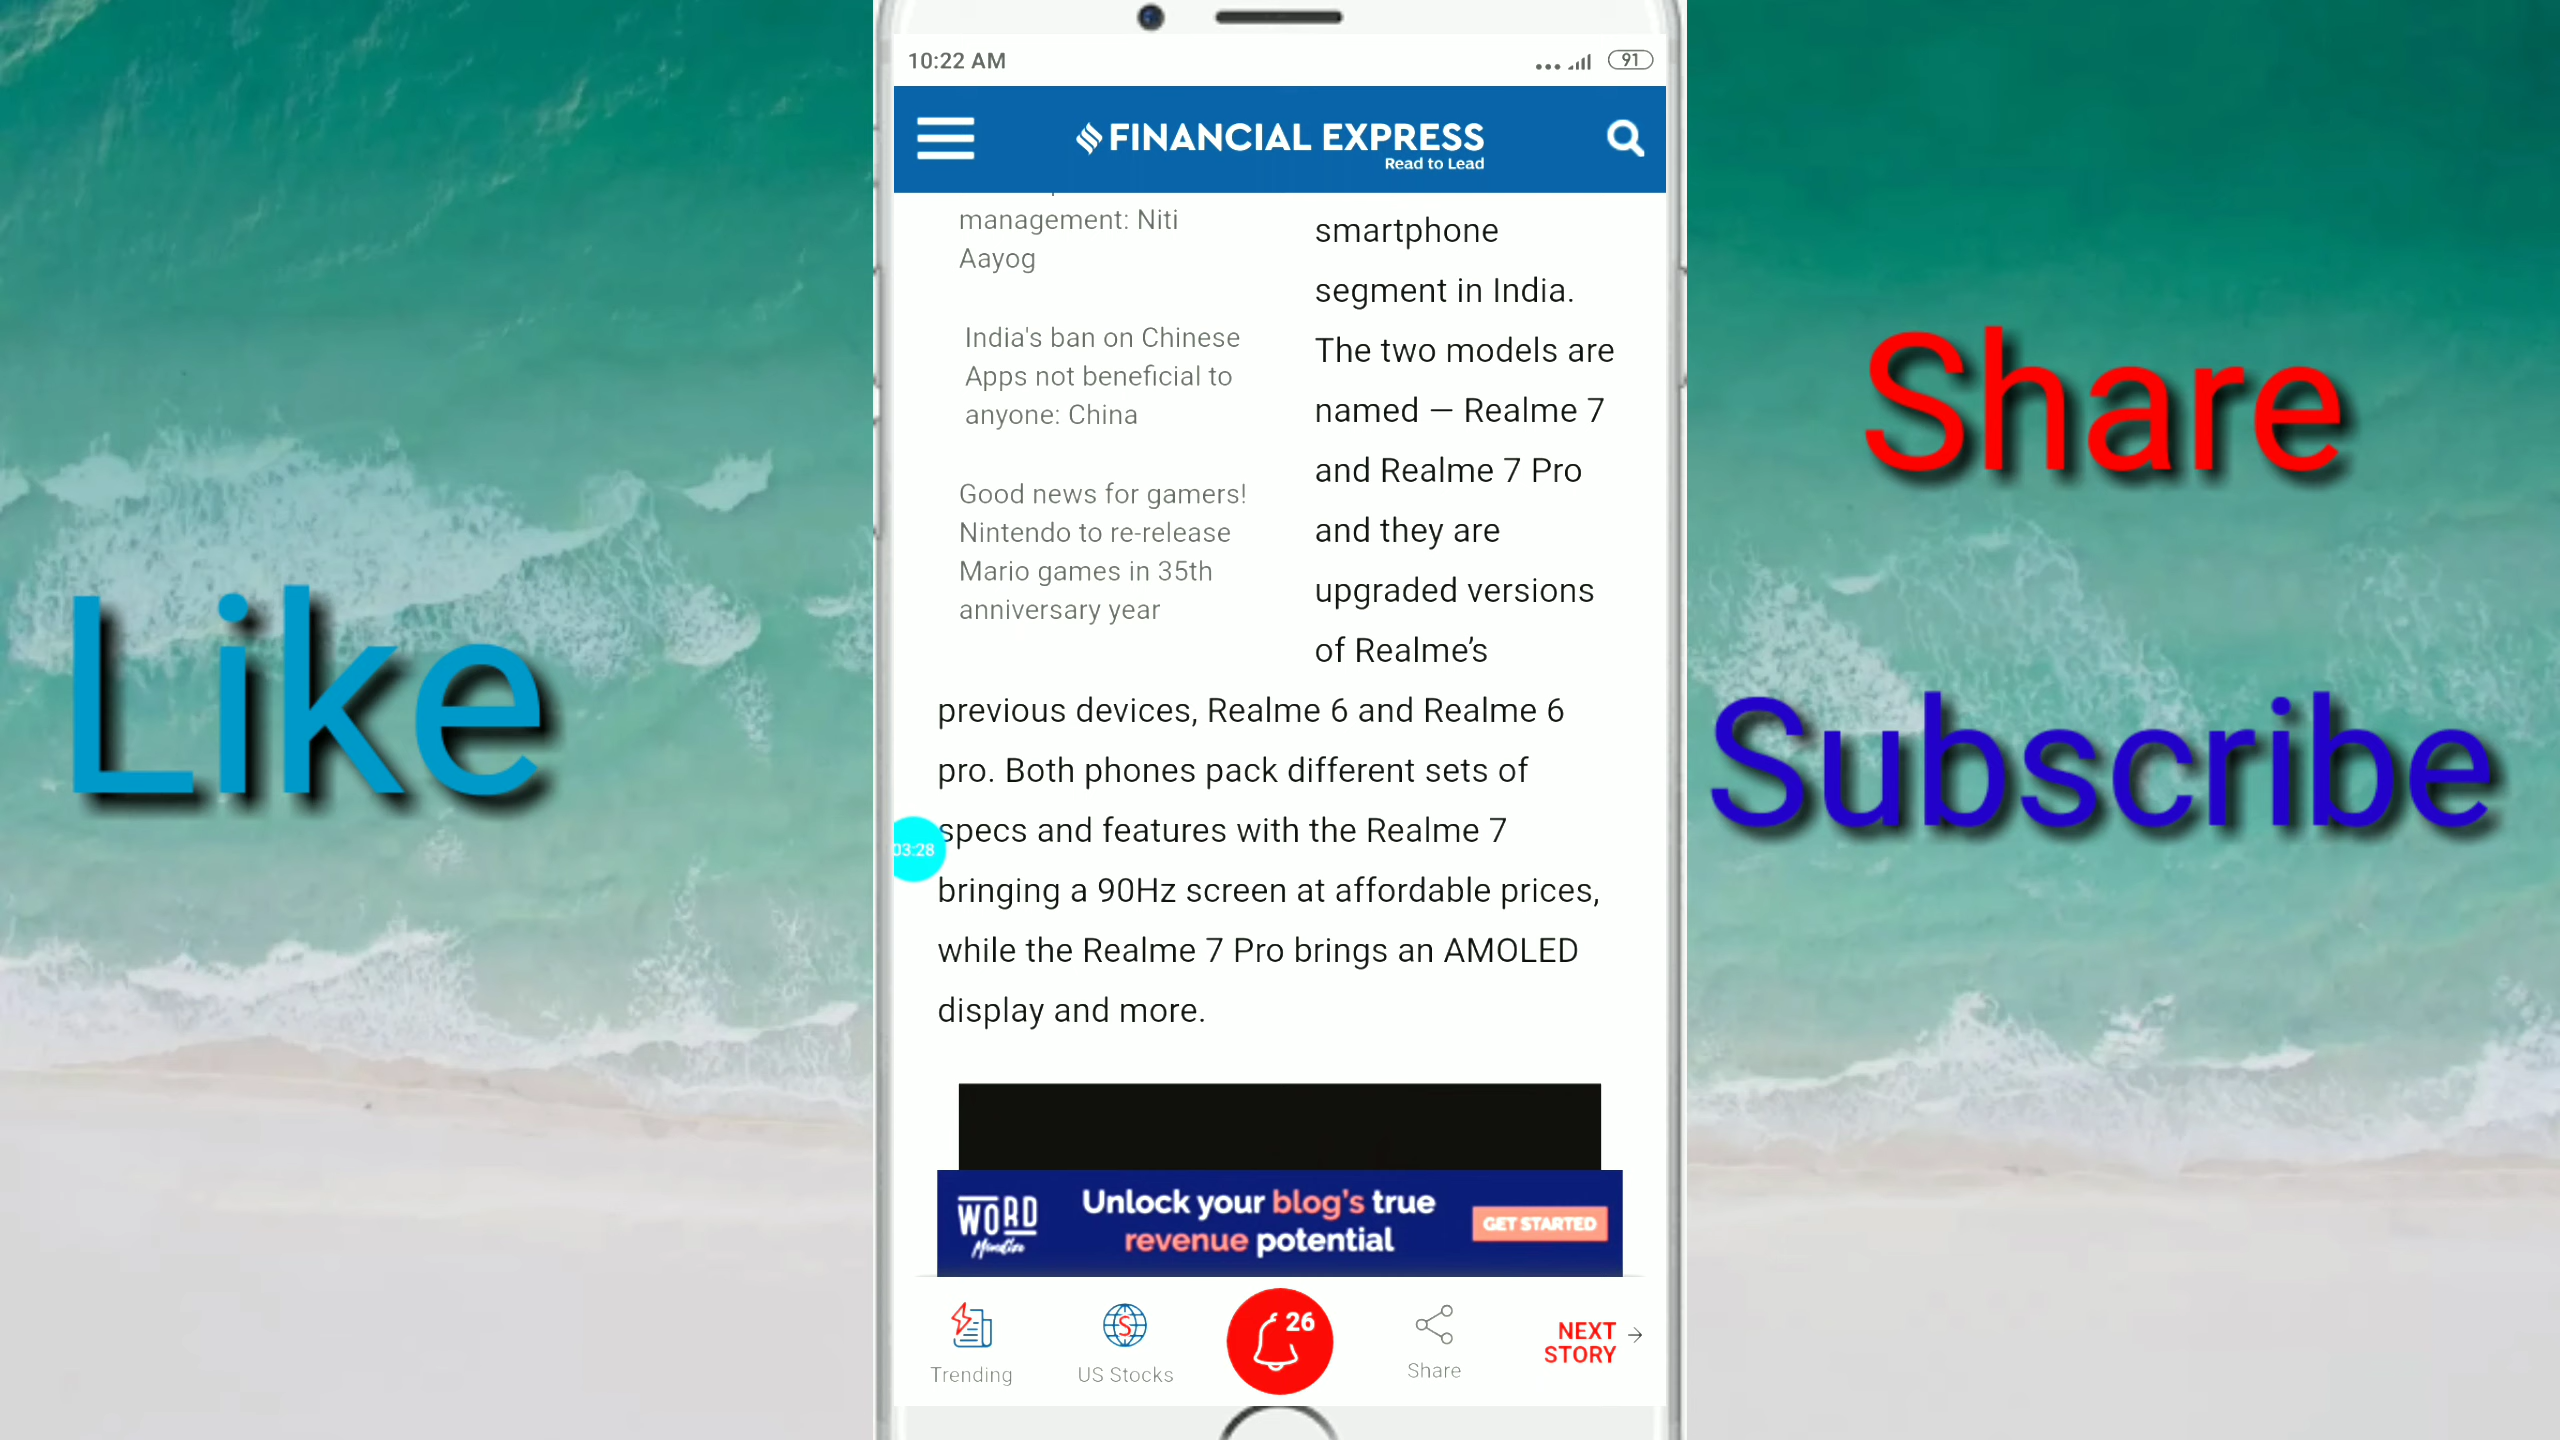 10:22 AM
91
FINANCIAL EXPRESS
Read to Lead
management: Niti
Aayog
India's ban on Chinese
Apps not beneficial to
anyone: China
Good news for gamers!
Nintendo to re-release
Mario games in 35th
anniversary year
smartphone
segment in India.
The two models are
named — Realme 7
and Realme 7 Pro
and they are
upgraded versions
of Realme’s
previous devices, Realme 6 and Realme 6
pro. Both phones pack different sets of
specs and features with the Realme 7
bringing a 90Hz screen at affordable prices,
while the Realme 7 Pro brings an AMOLED
display and more.
03:28
WORD
Unlock your blog's true
revenue potential
GET STARTED
Trending
US Stocks
26
Share
NEXT
STORY
Like
Share
Subscribe